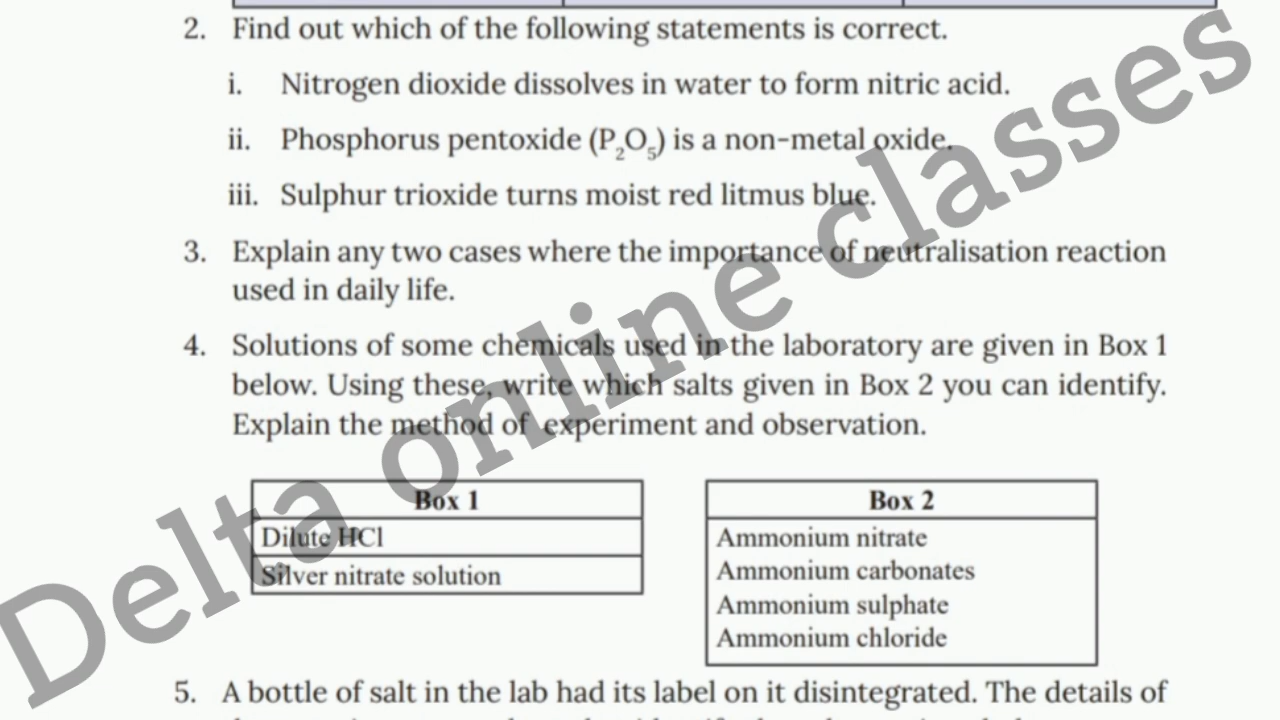 2. Find out which of the following statements is correct.
i. Nitrogen dioxide dissolves in water to form nitric acid.
ii. Phosphorus pentoxide (P₂O₅) is a non-metal oxide.
iii. Sulphur trioxide turns moist red litmus blue.
3. Explain any two cases where the importance of neutralisation reaction
used in daily life.
4. Solutions of some chemicals used in the laboratory are given in Box 1
below. Using these, write which salts given in Box 2 you can identify.
Explain the method of experiment and observation.
Box 1
Dilute HCl
Silver nitrate solution
Box 2
Ammonium nitrate
Ammonium carbonates
Ammonium sulphate
Ammonium chloride
5. A bottle of salt in the lab had its label on it disintegrated. The details of
Delta online classes